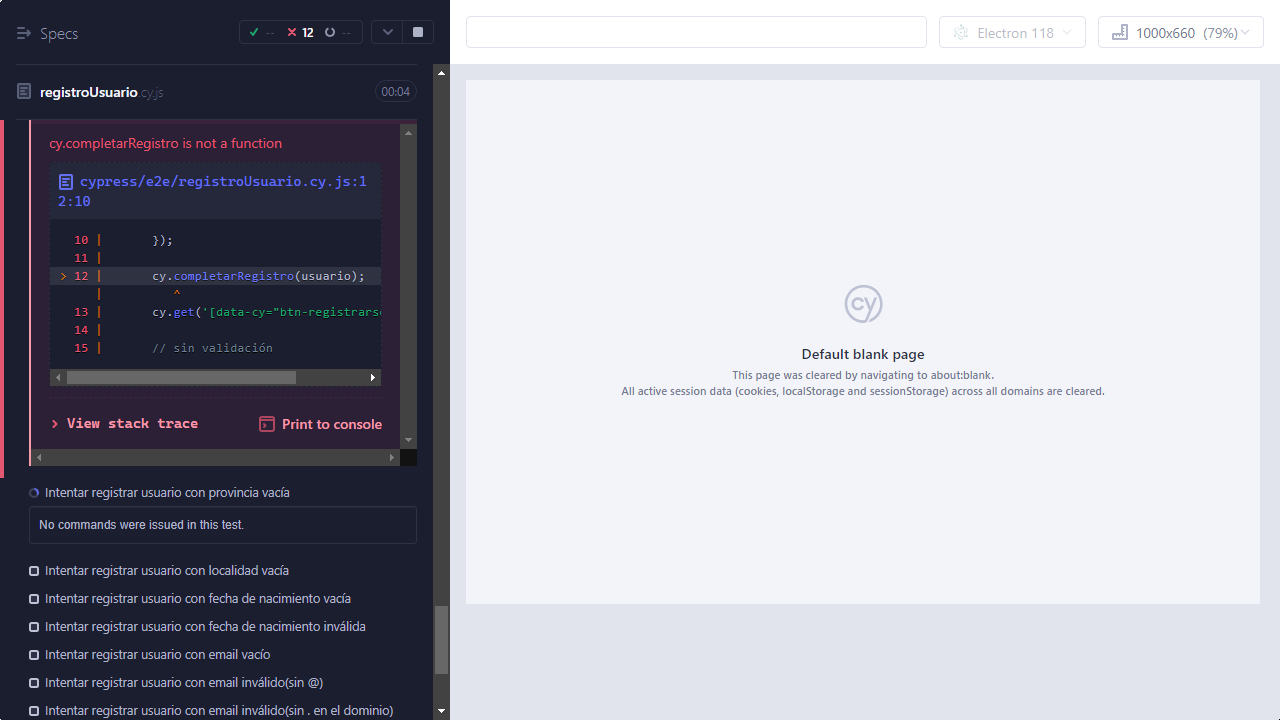 Specs
--
12
--
Electron 118
1000x660 (79%)
registroUsuario.cy.js
00:04
cy.completarRegistro is not a function
cypress/e2e/registroUsuario.cy.js:1
2:10
10 | });
11 |
> 12 | cy.completarRegistro(usuario);
| ^
13 | cy.get('[data-cy="btn-registrars
14 |
15 | // sin validación
View stack trace
Print to console
Intentar registrar usuario con provincia vacía
No commands were issued in this test.
Intentar registrar usuario con localidad vacía
Intentar registrar usuario con fecha de nacimiento vacía
Intentar registrar usuario con fecha de nacimiento inválida
Intentar registrar usuario con email vacío
Intentar registrar usuario con email inválido(sin @)
Intentar registrar usuario con email inválido(sin . en el dominio)
cy
Default blank page
This page was cleared by navigating to about:blank.
All active session data (cookies, localStorage and sessionStorage) across all domains are cleared.